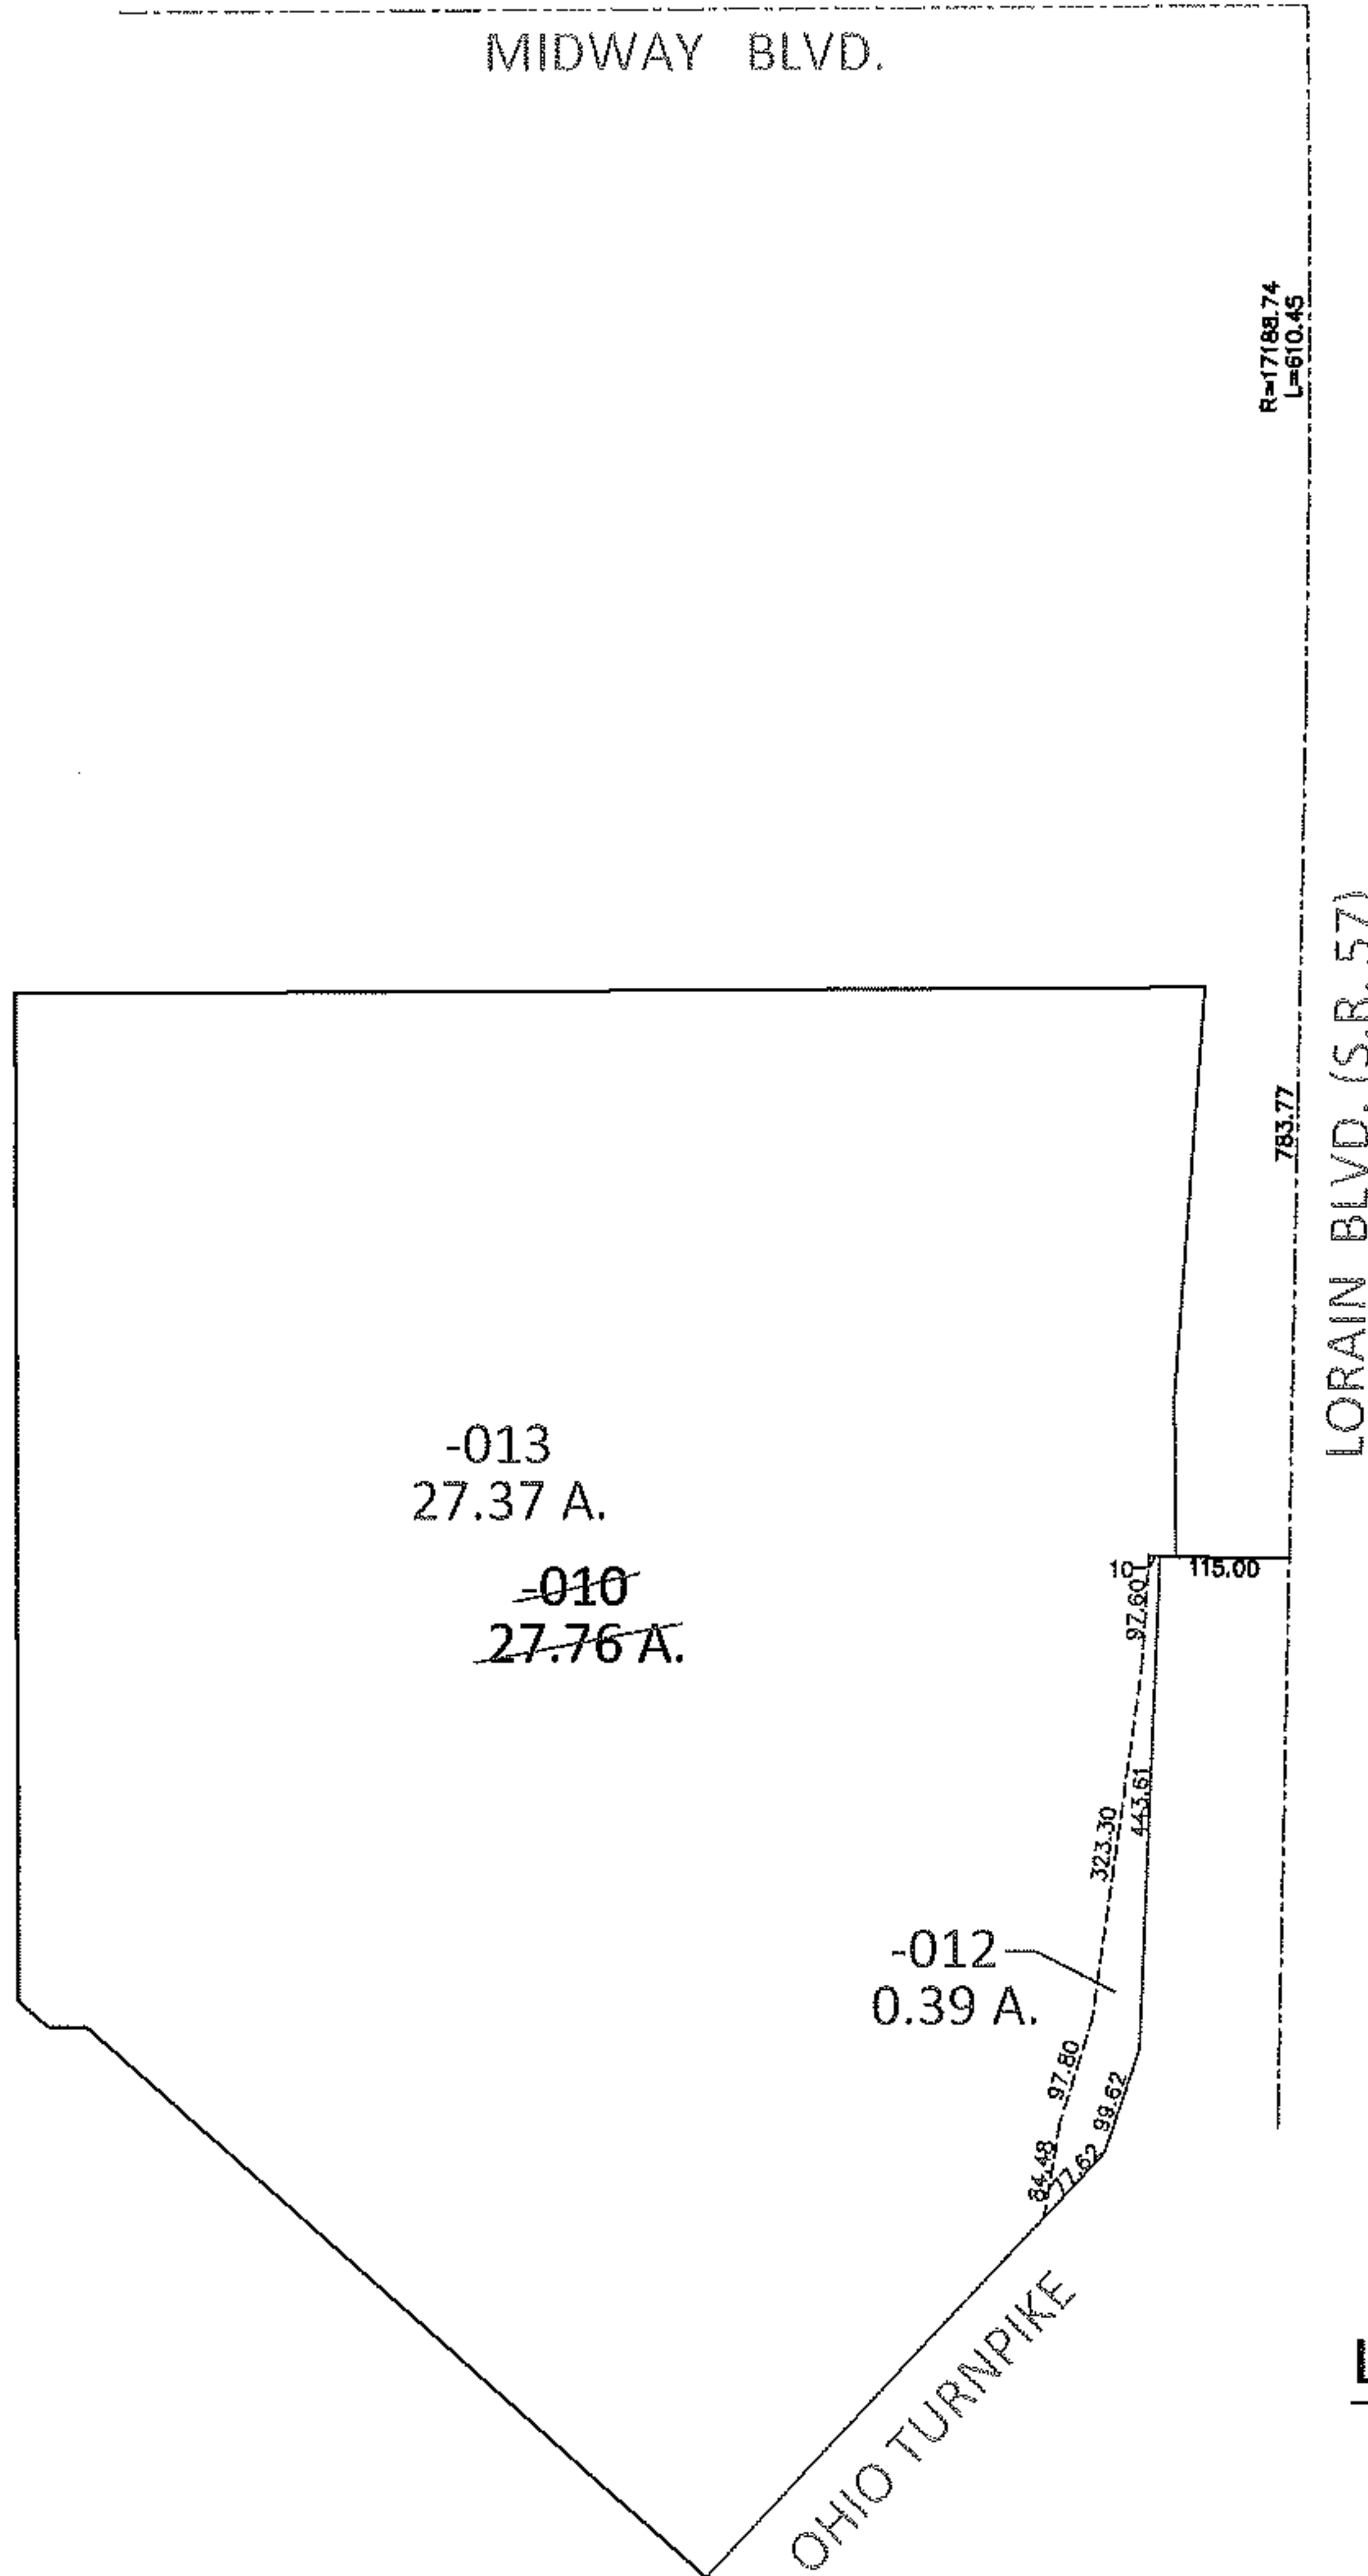 MIDWAY BLVD.
R=17188.74
L=610.45
783.77
LORAIN BLVD. (S.R. 57)
-013
27.37 A.
-010
27.76 A.
10
115.00
97.60
443.61
323.30
-012
0.39 A.
97.80
99.62
84.48
77.62
OHIO TURNPIKE